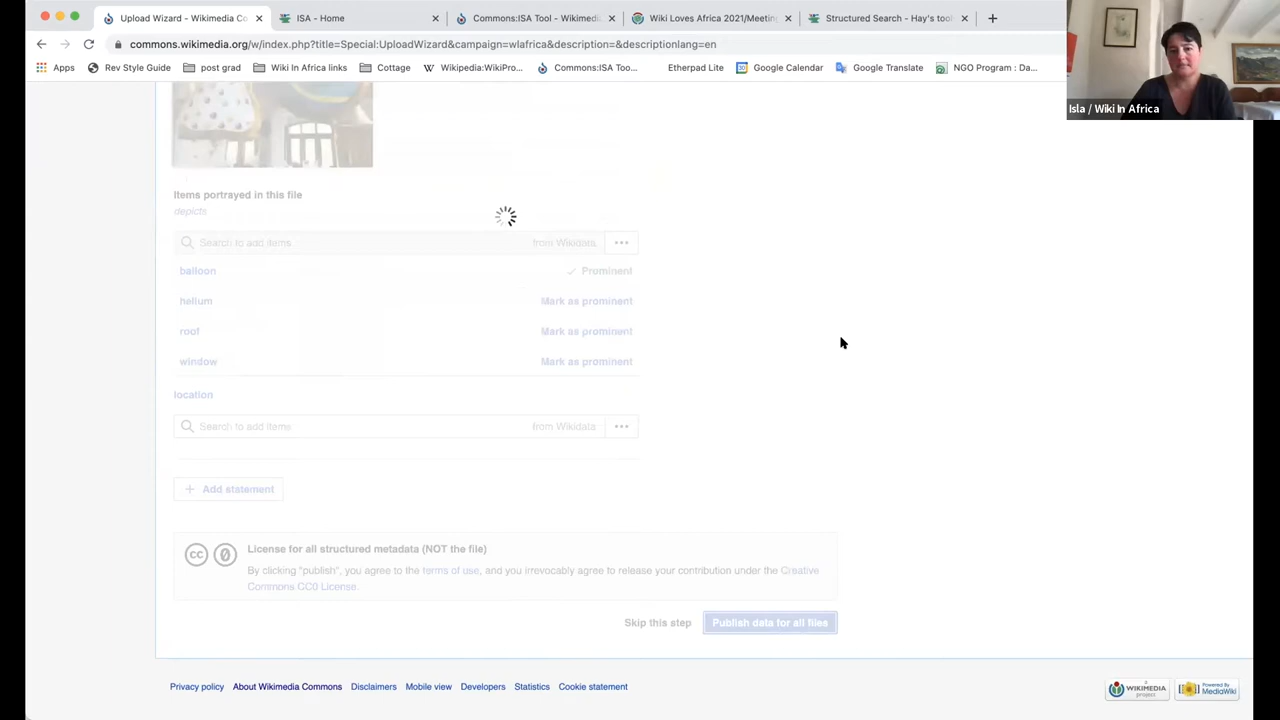 Upload Wizard - Wikimedia Co
ISA - Home
Commons:ISA Tool - Wikimedi
Wiki Loves Africa 2021/Meetin
Structured Search - Hay's tool
commons.wikimedia.org/w/index.php?title=Special:UploadWizard&campaign=wlafrica&description=&descriptionlang=en
Apps
Rev Style Guide
post grad
Wiki In Africa links
Cottage
Wikipedia:WikiPro...
Commons:ISA Too...
Etherpad Lite
Google Calendar
Google Translate
NGO Program : Da...
Isla / Wiki In Africa
Items portrayed in this file
depicts
Search to add items from Wikidata
balloon Prominent
helium Mark as prominent
roof Mark as prominent
window Mark as prominent
location
Search to add items from Wikidata
+ Add statement
License for all structured metadata (NOT the file)
By clicking "publish", you agree to the terms of use, and you irrevocably agree to release your contribution under the Creative
Commons CC0 License.
Skip this step Publish data for all files
Privacy policy About Wikimedia Commons Disclaimers Mobile view Developers Statistics Cookie statement
A WIKIMEDIA project
Powered By MediaWiki